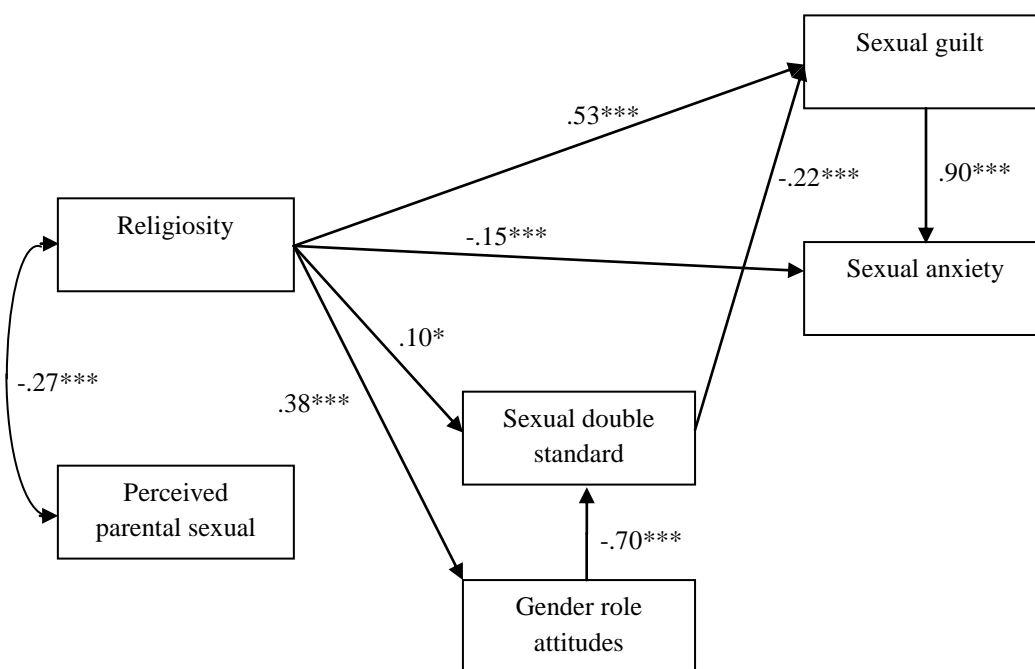 Sexual guilt
.53***
-.22***
.90***
Religiosity
-.15***
Sexual anxiety
.10*
-.27***
.38***
Sexual double
standard
Perceived
parental sexual
-.70***
Gender role
attitudes